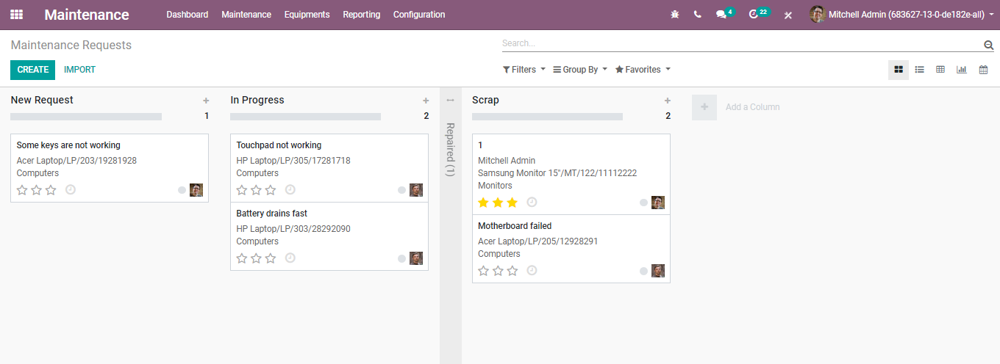 Maintenance Dashboard Maintenance Equipments Reporting Configuration 4 22 Mitchell Admin (683627-13-0-de182e-all)
Maintenance Requests Search...
CREATE IMPORT Filters Group By Favorites
New Request
1
Some keys are not working
Acer Laptop/LP/203/19281928
Computers
In Progress
2
Touchpad not working
HP Laptop/LP/305/17281718
Computers
Battery drains fast
HP Laptop/LP/303/28292090
Computers
Repaired (1)
Scrap
2
1
Mitchell Admin
Samsung Monitor 15"/MT/122/11112222
Monitors
Motherboard failed
Acer Laptop/LP/205/12928291
Computers
Add a Column